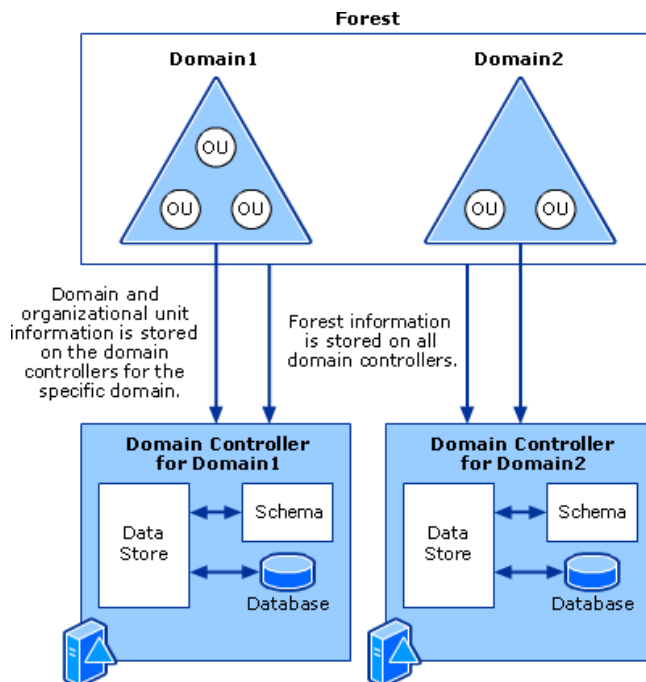 Forest
Domain1
Domain2
OU
OU
OU
OU
OU
Domain and
organizational unit
information is stored
on the domain
controllers for the
specific domain.
Forest information
is stored on all
domain controllers.
Domain Controller
for Domain1
Data
Store
Schema
Database
Domain Controller
for Domain2
Data
Store
Schema
Database